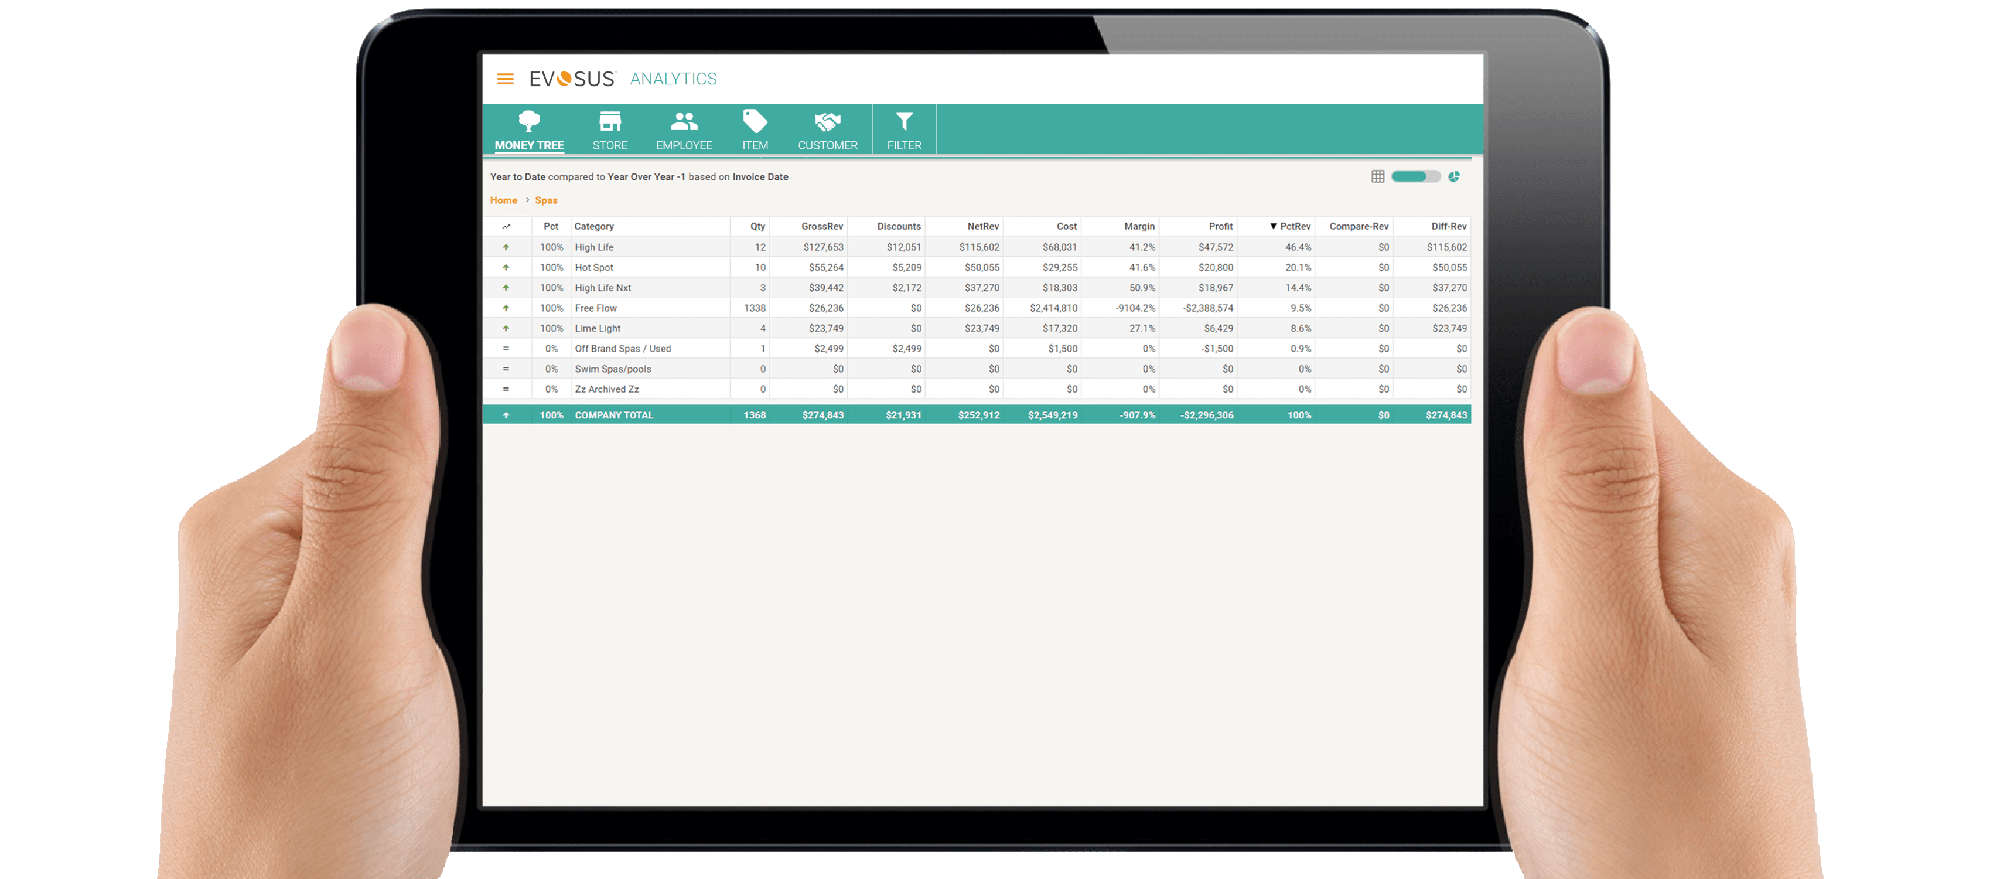 EVOSUS ANALYTICS
MONEY TREE STORE EMPLOYEE ITEM CUSTOMER FILTER
Year to Date compared to Year Over Year -1 based on Invoice Date
Home > Spas
Pct Category Qty GrossRev Discounts NetRev Cost Margin Profit ▼ PctRev Compare-Rev Diff-Rev
↑ 100% High Life 12 $127,653 $12,051 $115,602 $68,031 41.2% $47,572 46.4% $0 $115,602
↑ 100% Hot Spot 10 $55,264 $5,209 $50,055 $29,255 41.6% $20,800 20.1% $0 $50,055
↑ 100% High Life Nxt 3 $39,442 $2,172 $37,270 $18,303 50.9% $18,967 14.4% $0 $37,270
↑ 100% Free Flow 1338 $26,236 $0 $26,236 $2,414,810 -9104.2% -$2,388,574 9.5% $0 $26,236
↑ 100% Lime Light 4 $23,749 $0 $23,749 $17,320 27.1% $6,429 8.6% $0 $23,749
= 0% Off Brand Spas / Used 1 $2,499 $2,499 $0 $1,500 0% -$1,500 0.9% $0 $0
= 0% Swim Spas/pools 0 $0 $0 $0 $0 0% $0 0% $0 $0
= 0% Zz Archived Zz 0 $0 $0 $0 $0 0% $0 0% $0 $0
↑ 100% COMPANY TOTAL 1368 $274,843 $21,931 $252,912 $2,549,219 -907.9% -$2,296,306 100% $0 $274,843